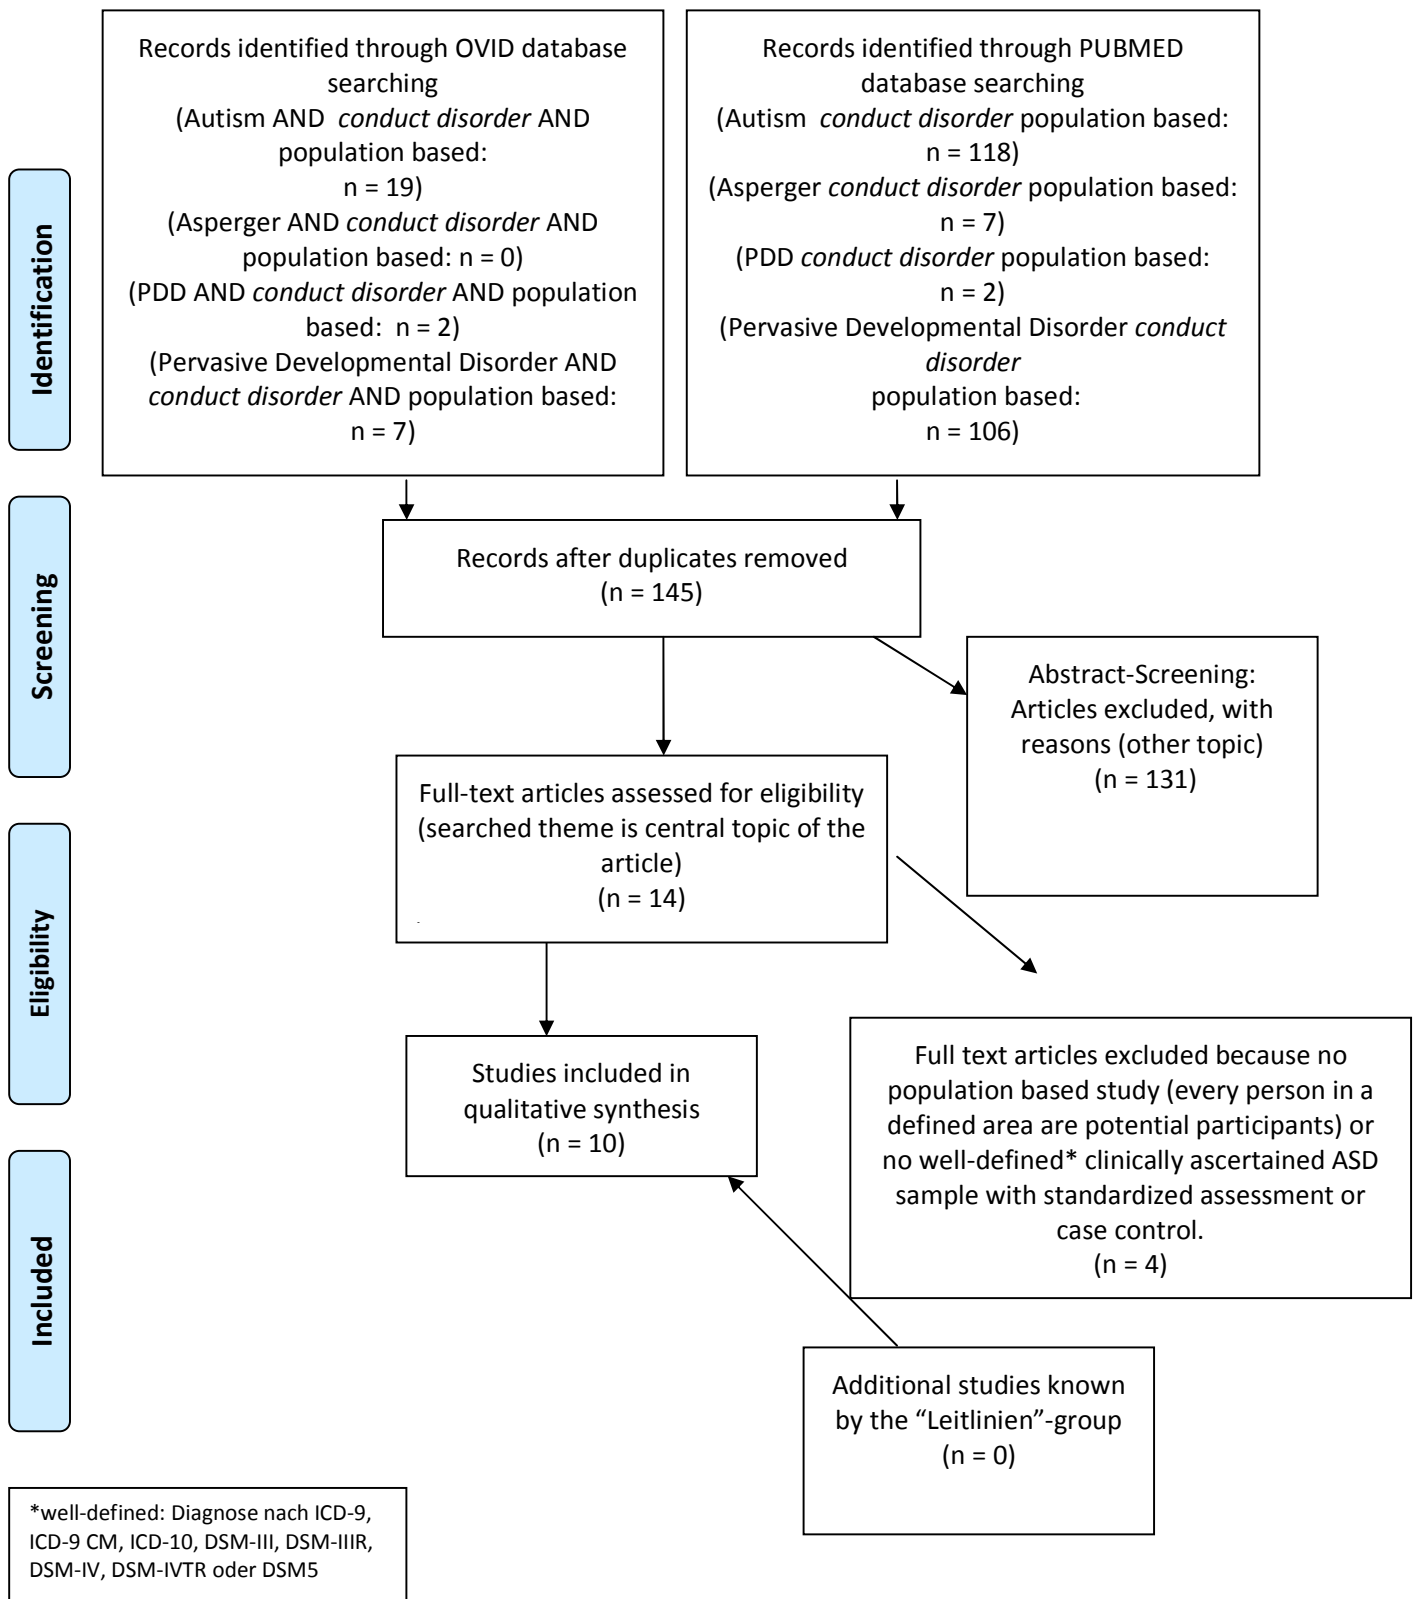 Records identified through OVID database
searching
(Autism AND conduct disorder AND
population based:
n = 19)
(Asperger AND conduct disorder AND
population based: n = 0)
(PDD AND conduct disorder AND population
based: n = 2)
(Pervasive Developmental Disorder AND
conduct disorder AND population based:
n = 7)
Records identified through PUBMED
database searching
(Autism conduct disorder population based:
n = 118)
(Asperger conduct disorder population based:
n = 7)
(PDD conduct disorder population based:
n = 2)
(Pervasive Developmental Disorder conduct
disorder
population based:
n = 106)
Identification
Screening
Records after duplicates removed
(n = 145)
Abstract-Screening:
Articles excluded, with
reasons (other topic)
(n = 131)
Full-text articles assessed for eligibility
(searched theme is central topic of the
article)
(n = 14)
Eligibility
Studies included in
qualitative synthesis
(n = 10)
Full text articles excluded because no
population based study (every person in a
defined area are potential participants) or
no well-defined* clinically ascertained ASD
sample with standardized assessment or
case control.
(n = 4)
Included
Additional studies known
by the “Leitlinien”-group
(n = 0)
*well-defined: Diagnose nach ICD-9,
ICD-9 CM, ICD-10, DSM-III, DSM-IIIR,
DSM-IV, DSM-IVTR oder DSM5